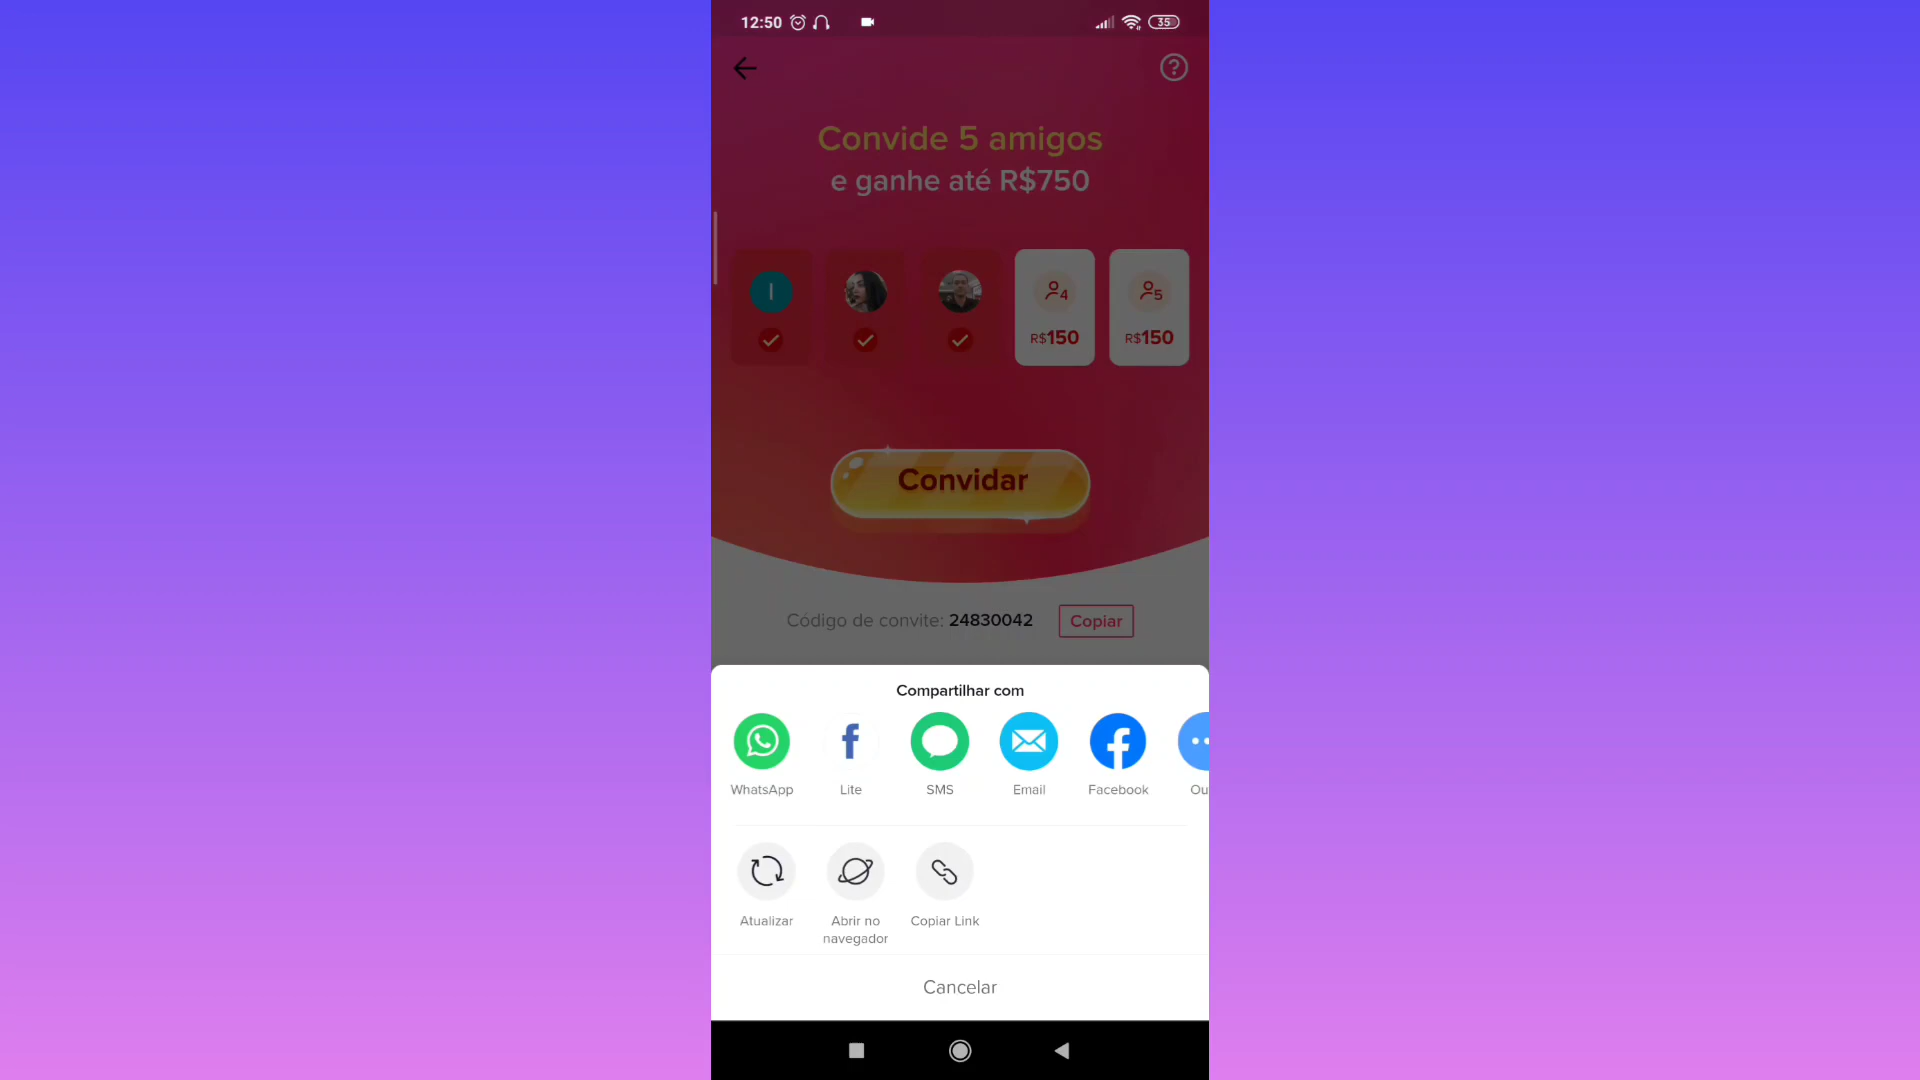 12:50
35
Convide 5 amigos
e ganhe até R$750
I
4
5
R$150
R$150
Convidar
Código de convite: 24830042
Copiar
Compartilhar com
WhatsApp
Lite
SMS
Email
Facebook
Ou
Atualizar
Abrir no
navegador
Copiar Link
Cancelar